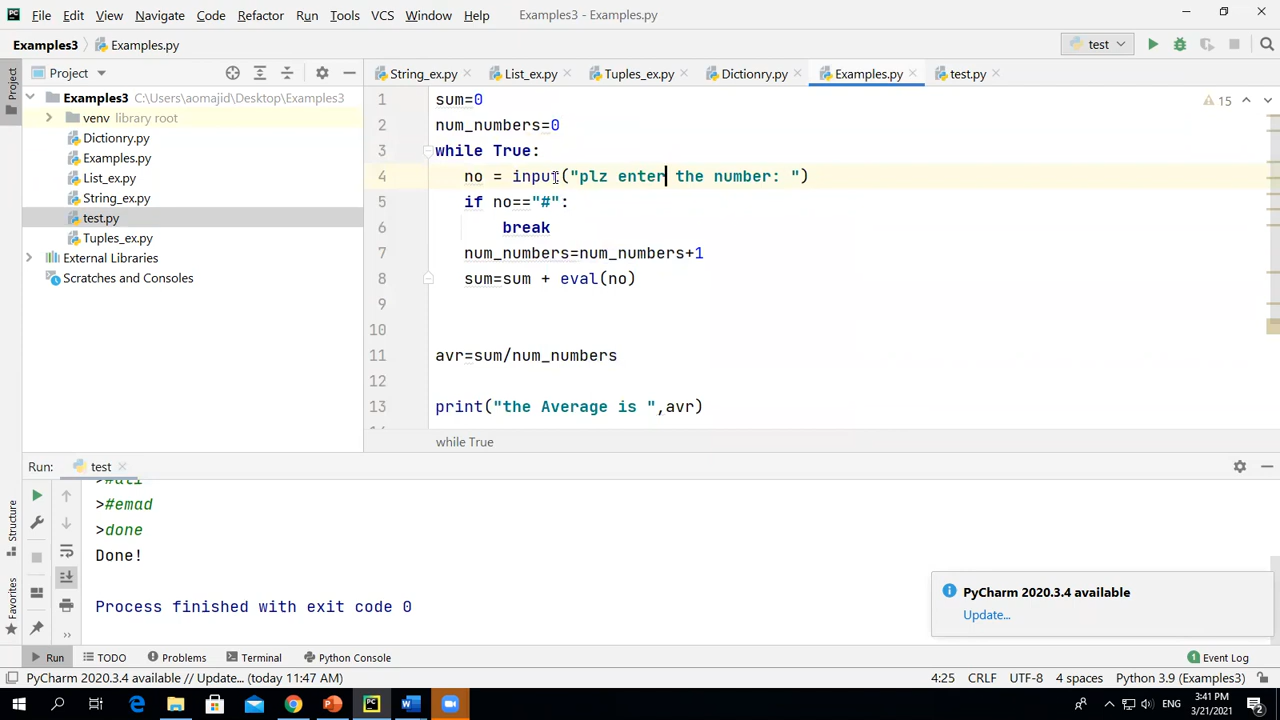 File Edit View Navigate Code Refactor Run Tools VCS Window Help Examples3 - Examples.py
Examples3 Examples.py test
Project String_ex.py List_ex.py Tuples_ex.py Dictionry.py Examples.py test.py
Project
Structure
Favorites
Examples3 C:\Users\aomajid\Desktop\Examples3
venv library root
Dictionry.py
Examples.py
List_ex.py
String_ex.py
test.py
Tuples_ex.py
External Libraries
Scratches and Consoles
15
1 sum=0
2 num_numbers=0
3 while True:
4 no = input("plz enter the number: ")
5 if no=="#":
6 break
7 num_numbers=num_numbers+1
8 sum=sum + eval(no)
9
10
11 avr=sum/num_numbers
12
13 print("the Average is ",avr)
while True
Run: test
>#emad
>done
Done!
Process finished with exit code 0
PyCharm 2020.3.4 available
Update...
Run TODO Problems Terminal Python Console 1 Event Log
PyCharm 2020.3.4 available // Update... (today 11:47 AM) 4:25 CRLF UTF-8 4 spaces Python 3.9 (Examples3)
ENG 3:41 PM
3/21/2021 2